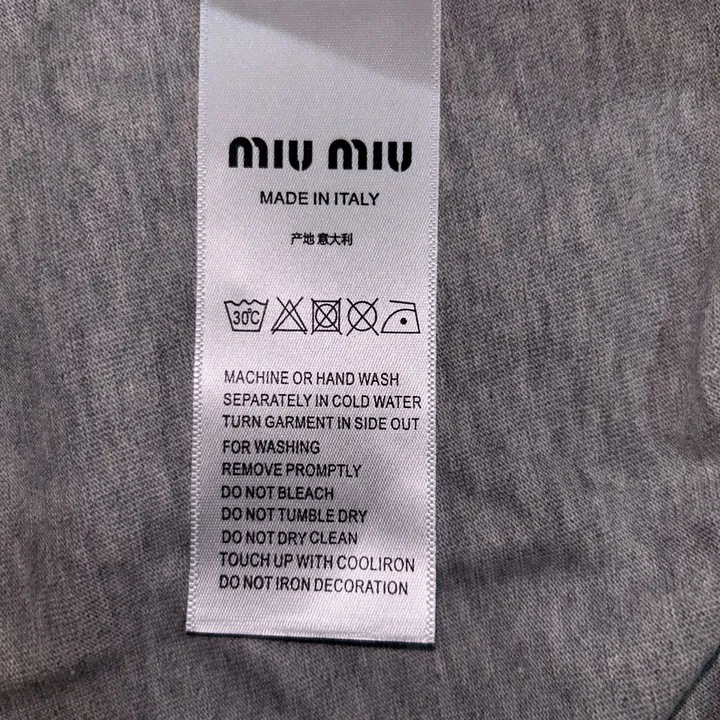 MIU MIU
MADE IN ITALY
产地 意大利
30℃
MACHINE OR HAND WASH
SEPARATELY IN COLD WATER
TURN GARMENT IN SIDE OUT
FOR WASHING
REMOVE PROMPTLY
DO NOT BLEACH
DO NOT TUMBLE DRY
DO NOT DRY CLEAN
TOUCH UP WITH COOLIRON
DO NOT IRON DECORATION